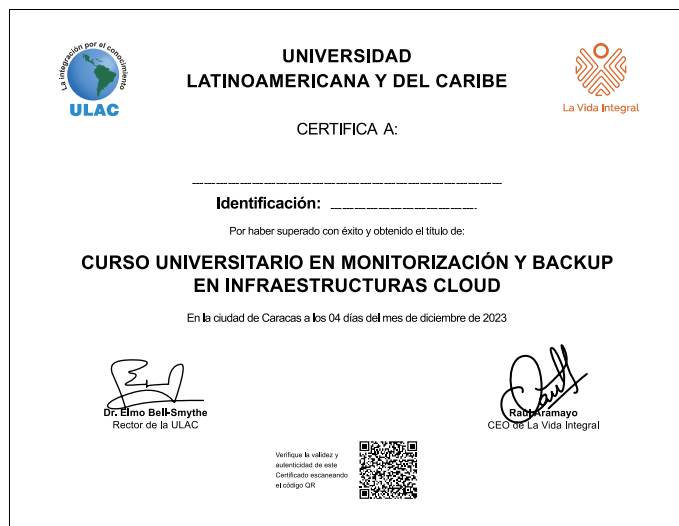 La integración por el conocimiento
ULAC
UNIVERSIDAD
LATINOAMERICANA Y DEL CARIBE
La Vida Integral
CERTIFICA A:
Identificación:
Por haber superado con éxito y obtenido el título de:
CURSO UNIVERSITARIO EN MONITORIZACIÓN Y BACKUP
EN INFRAESTRUCTURAS CLOUD
En la ciudad de Caracas a los 04 días del mes de diciembre de 2023
Dr. Elmo Bell-Smythe
Rector de la ULAC
Raúl Aramayo
CEO de La Vida Integral
Verifique la validez y
autenticidad de este
Certificado escaneando
el código QR